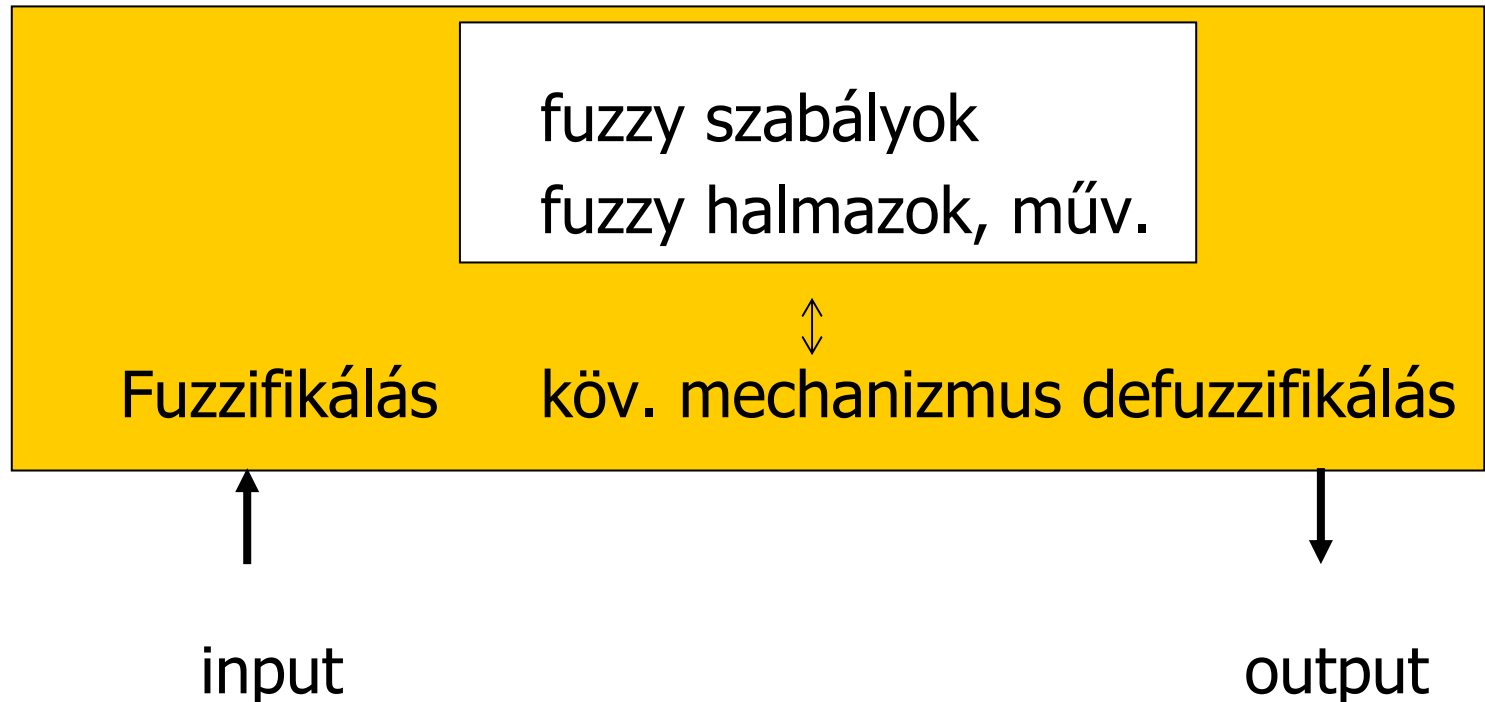 fuzzy szabályok
fuzzy halmazok, műv.
Fuzzifikálás köv. mechanizmus defuzzifikálás
input output